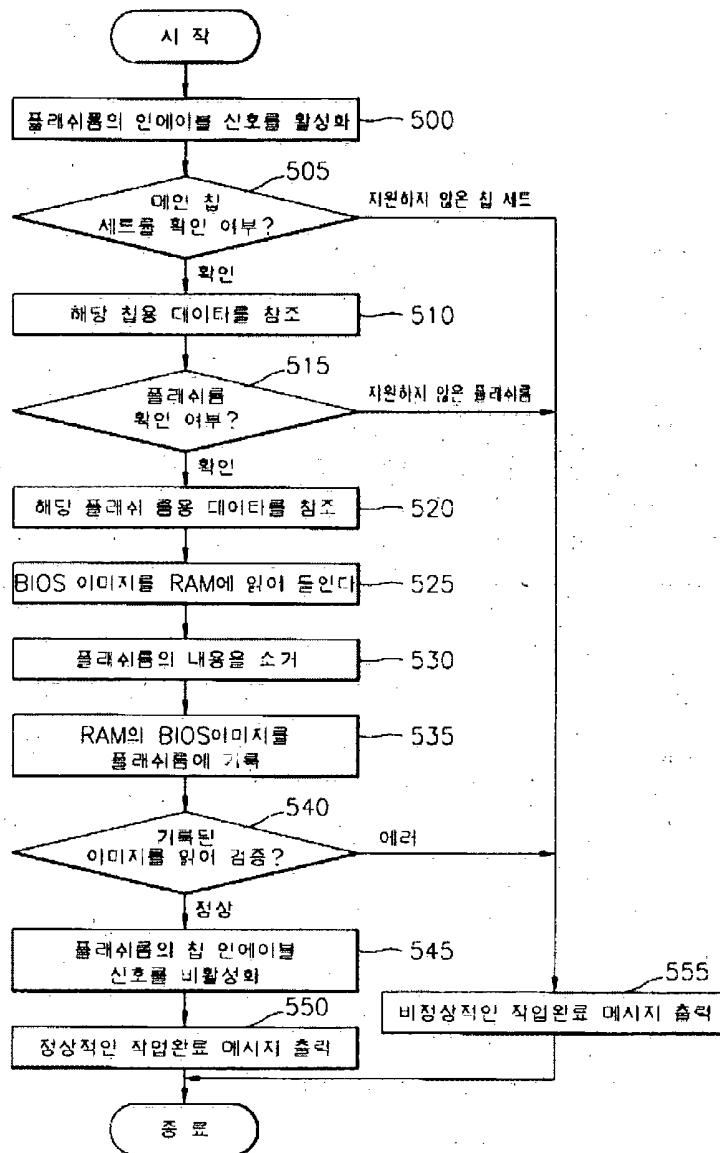 시 작
플래쉬롬의 인에이블 신호를 활성화
500
505
메인 칩
세트를 확인 여부?
지원하지 않은 칩 세트
확인
해당 칩용 데이타를 참조
510
515
플래쉬롬
확인 여부?
지원하지 않은 플래쉬롬
확인
해당 플래쉬 롬용 데이타를 참조
520
BIOS 이미지를 RAM에 읽어 들인다
525
플래쉬롬의 내용을 소거
530
RAM의 BIOS이미지를
플래쉬롬에 기록
535
540
기록된
이미지를 읽어 검증?
에러
정상
플래쉬롬의 칩 인에이블
신호를 비활성화
545
550
정상적인 작업완료 메시지 출력
555
비정상적인 작업완료 메시지 출력
종 료